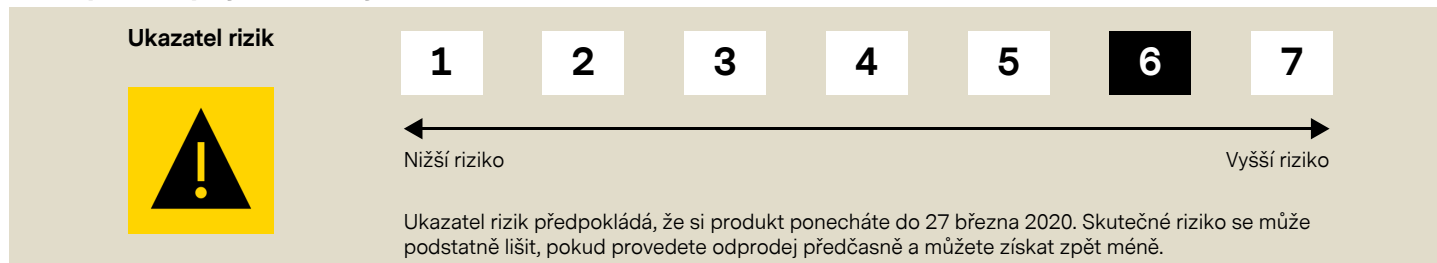 Ukazatel rizik
1 2 3 4 5 6 7
Nižší riziko Vyšší riziko
Ukazatel rizik předpokládá, že si produkt ponecháte do 27 března 2020. Skutečné riziko se může
podstatně lišit, pokud provedete odprodej předčasně a můžete získat zpět méně.